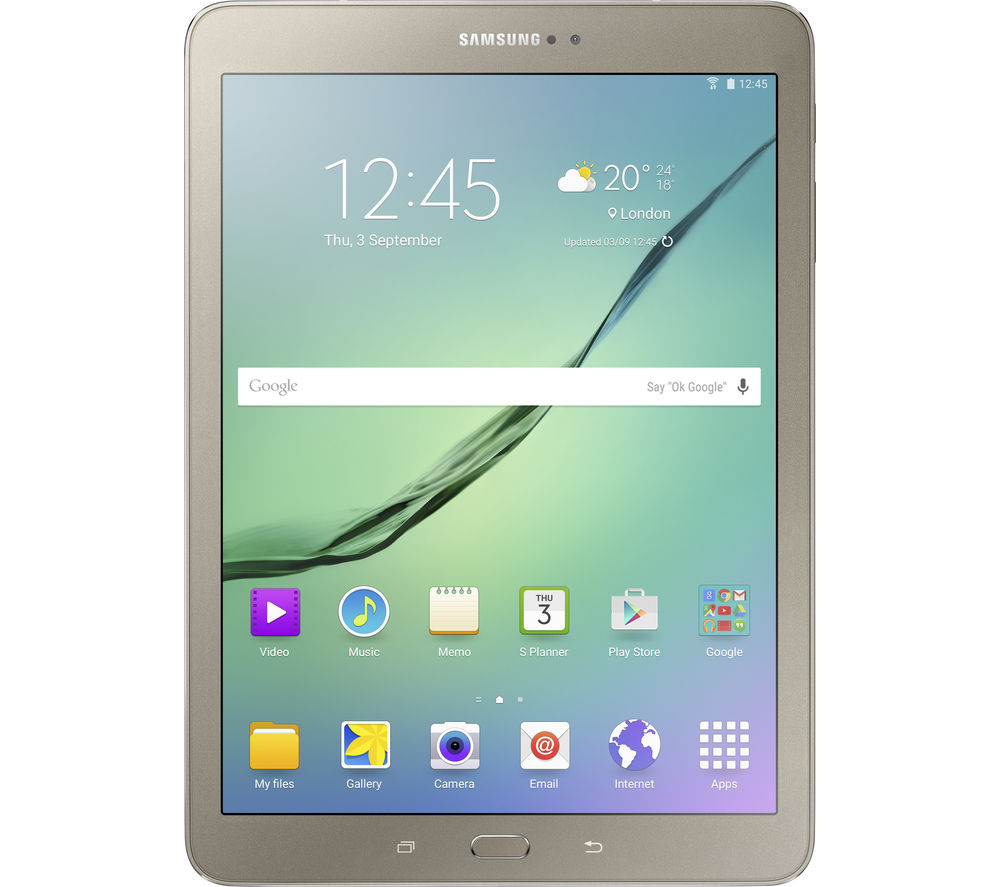 SAMSUNG
12:45
12:45
20° 24°
18°
London
Thu, 3 September
Updated 03/09 12:45
Google
Say "Ok Google"
THU
3
Video
Music
Memo
S Planner
Play Store
Google
@
My files
Gallery
Camera
Email
Internet
Apps